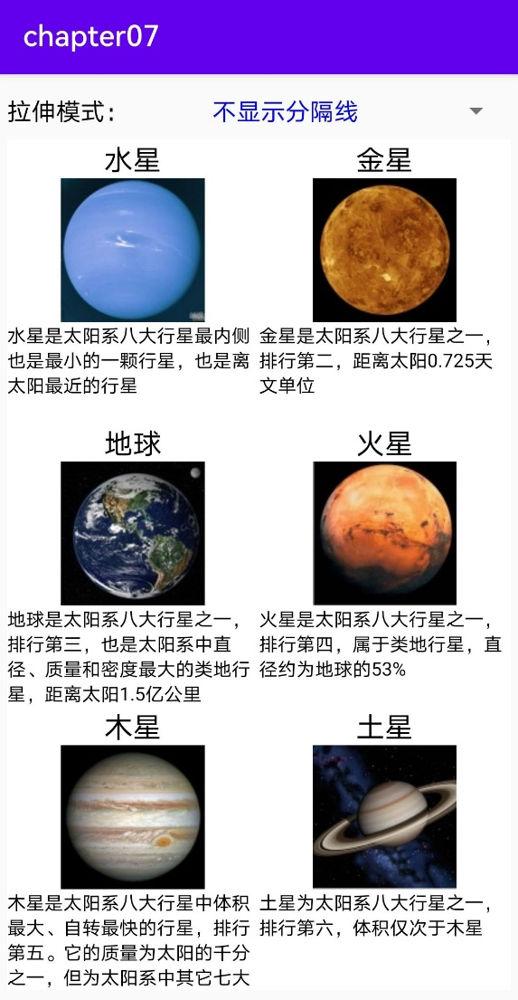 chapter07
拉伸模式： 不显示分隔线
水星
水星是太阳系八大行星最内侧
也是最小的一颗行星，也是离
太阳最近的行星
金星
金星是太阳系八大行星之一，
排行第二，距离太阳0.725天
文单位
地球
地球是太阳系八大行星之一，
排行第三，也是太阳系中直
径、质量和密度最大的类地行
星，距离太阳1.5亿公里
火星
火星是太阳系八大行星之一，
排行第四，属于类地行星，直
径约为地球的53%
木星
木星是太阳系八大行星中体积
最大、自转最快的行星，排行
第五。它的质量为太阳的千分
之一，但为太阳系中其它七大
土星
土星为太阳系八大行星之一，
排行第六，体积仅次于木星